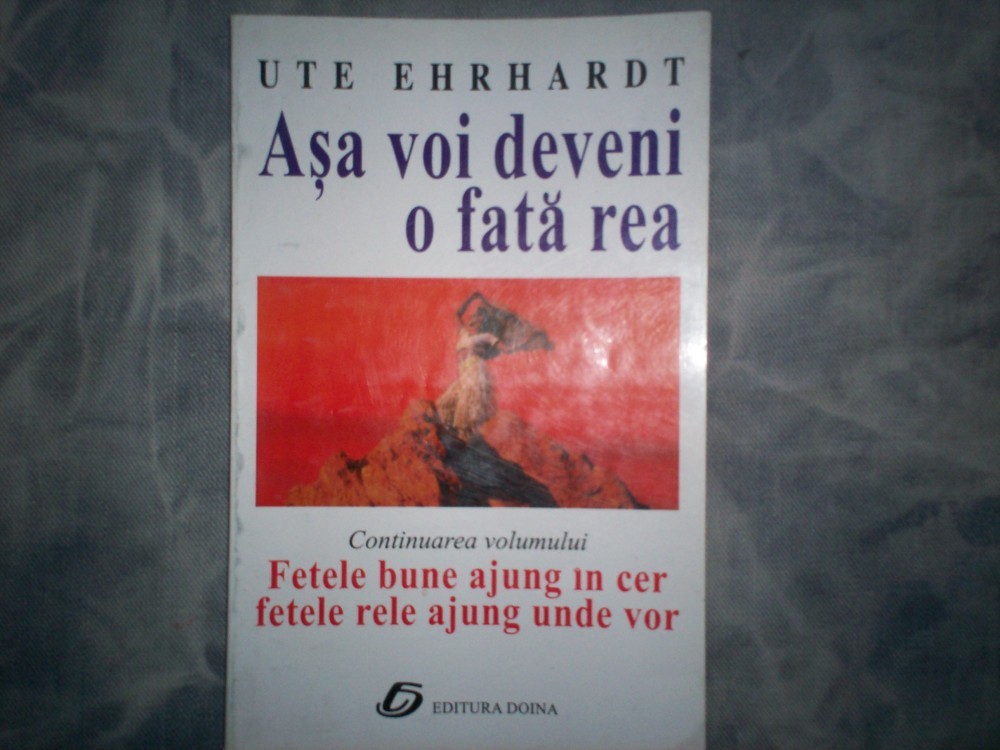 UTE EHRHARDT
Așa voi deveni
o fată rea
Continuarea volumului
Fetele bune ajung în cer
fetele rele ajung unde vor
EDITURA DOINA